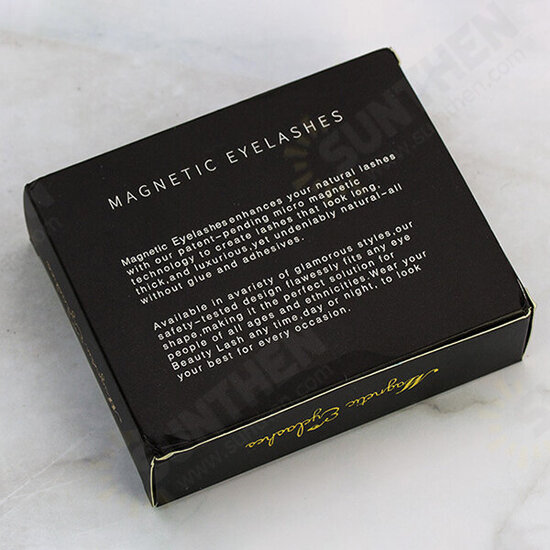 MAGNETIC EYELASHES
Magnetic Eyelashesenhances your natural lashes
with our patent-pending micro magnetic
technology to create lashes that look long,
thick,and luxurious,yet undeniably natural-all
without glue and adhesives.
Available in avariety of glamorous styles,our
safety-tested design flawessly fits any eye
shape,making it the perfect solution for
people of all ages and ethnicities.Wear your
Beauty Lash any time,day or night, to look
your best for every occasion.
Magnetic Eyelashes
SUNTHEN
www.sunthen.com